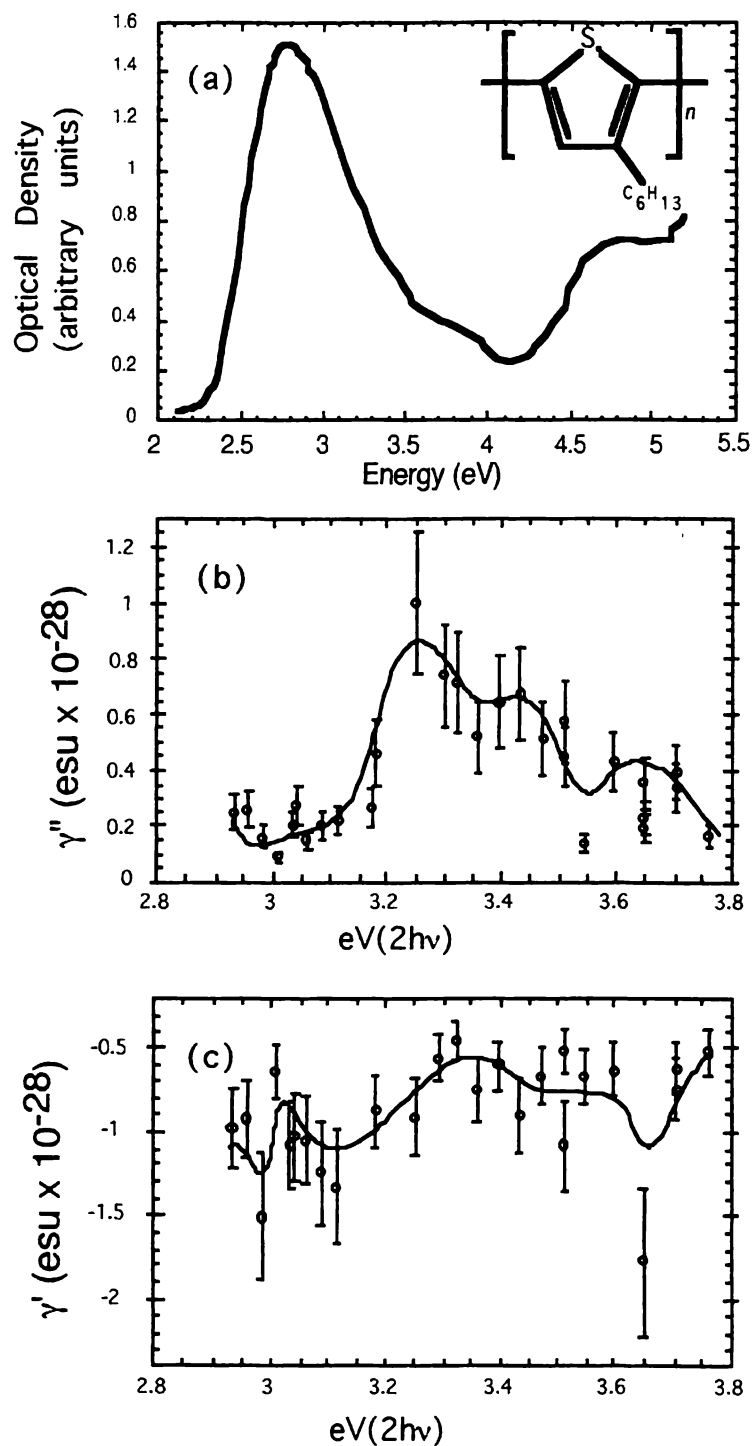 (a)
S
n
C6H13
1.6
1.4
1.2
1
0.8
0.6
0.4
0.2
0
Optical Density
(arbitrary units)
2 2.5 3 3.5 4 4.5 5 5.5
Energy (eV)
(b)
1.2
1
0.8
0.6
0.4
0.2
0
γ" (esu x 10-28)
2.8 3 3.2 3.4 3.6 3.8
eV(2hν)
(c)
-0.5
-1
-1.5
-2
γ' (esu x 10-28)
2.8 3 3.2 3.4 3.6 3.8
eV(2hν)